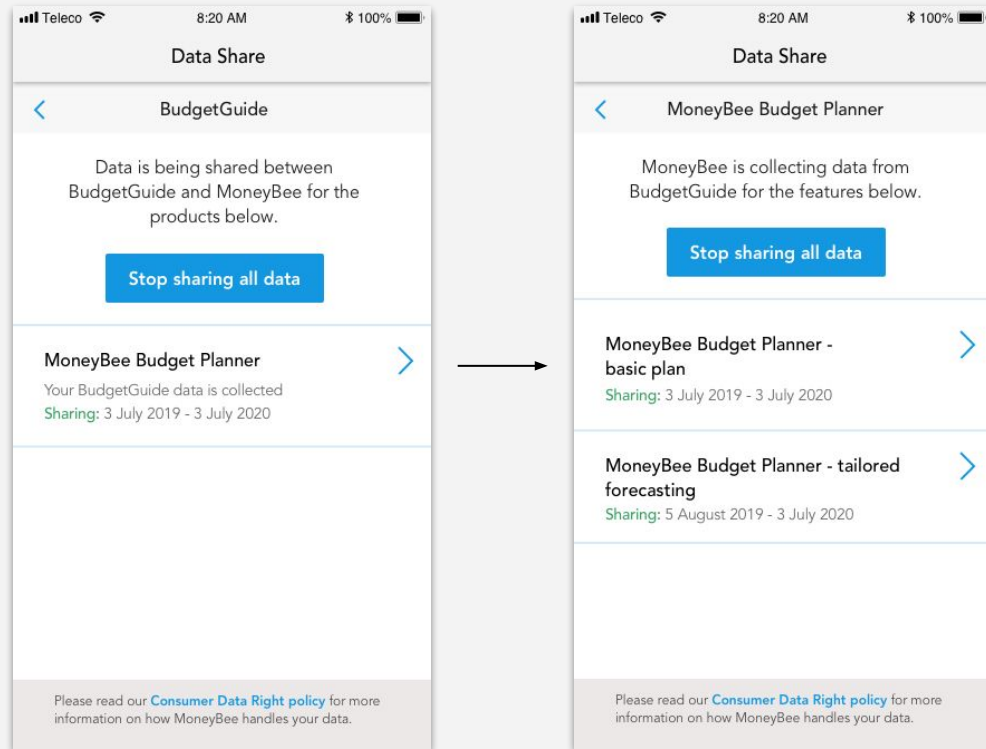 Teleco 8:20 AM 100%
Data Share
BudgetGuide
Data is being shared between
BudgetGuide and MoneyBee for the
products below.
Stop sharing all data
MoneyBee Budget Planner
Your BudgetGuide data is collected
Sharing: 3 July 2019 - 3 July 2020
Please read our Consumer Data Right policy for more
information on how MoneyBee handles your data.
Teleco 8:20 AM 100%
Data Share
MoneyBee Budget Planner
MoneyBee is collecting data from
BudgetGuide for the features below.
Stop sharing all data
MoneyBee Budget Planner -
basic plan
Sharing: 3 July 2019 - 3 July 2020
MoneyBee Budget Planner - tailored
forecasting
Sharing: 5 August 2019 - 3 July 2020
Please read our Consumer Data Right policy for more
information on how MoneyBee handles your data.